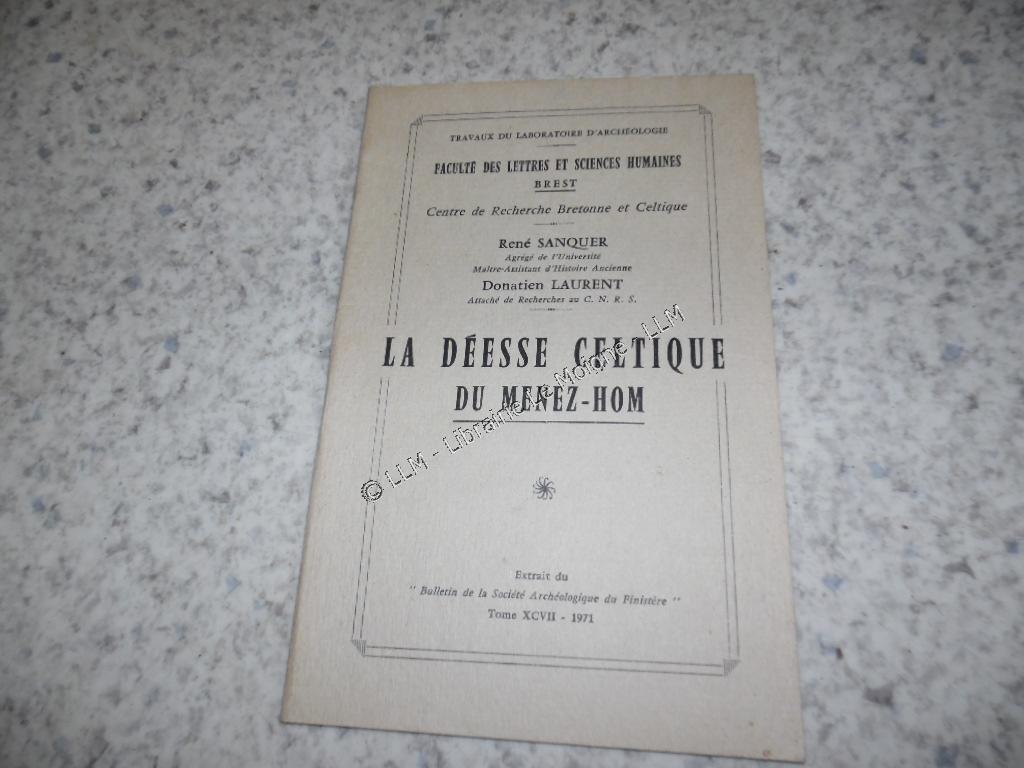 TRAVAUX DU LABORATOIRE D'ARCHÉOLOGIE
FACULTÉ DES LETTRES ET SCIENCES HUMAINES
BREST
Centre de Recherche Bretonne et Celtique
René SANQUER
Agrégé de l'Université
Maître-Assistant d'Histoire Ancienne
Donatien LAURENT
Attaché de Recherches au C. N. R. S.
LA DÉESSE CELTIQUE
DU MENEZ-HOM
© LLM - Librairie Le Moigne - LLM
Extrait du
" Bulletin de la Société Archéologique du Finistère "
Tome XCVII - 1971